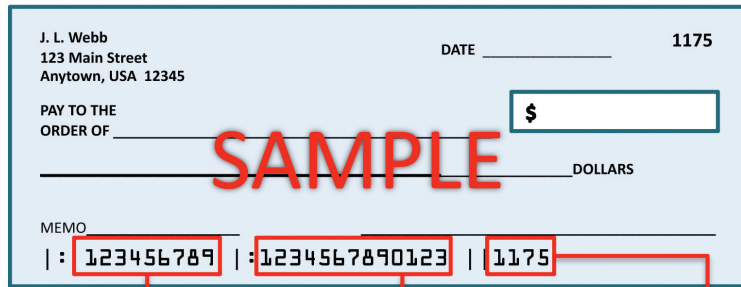 J. L. Webb
123 Main Street
Anytown, USA 12345
DATE
1175
PAY TO THE
ORDER OF
$
SAMPLE
DOLLARS
MEMO
|: 123456789 |:1234567890123 ||1175